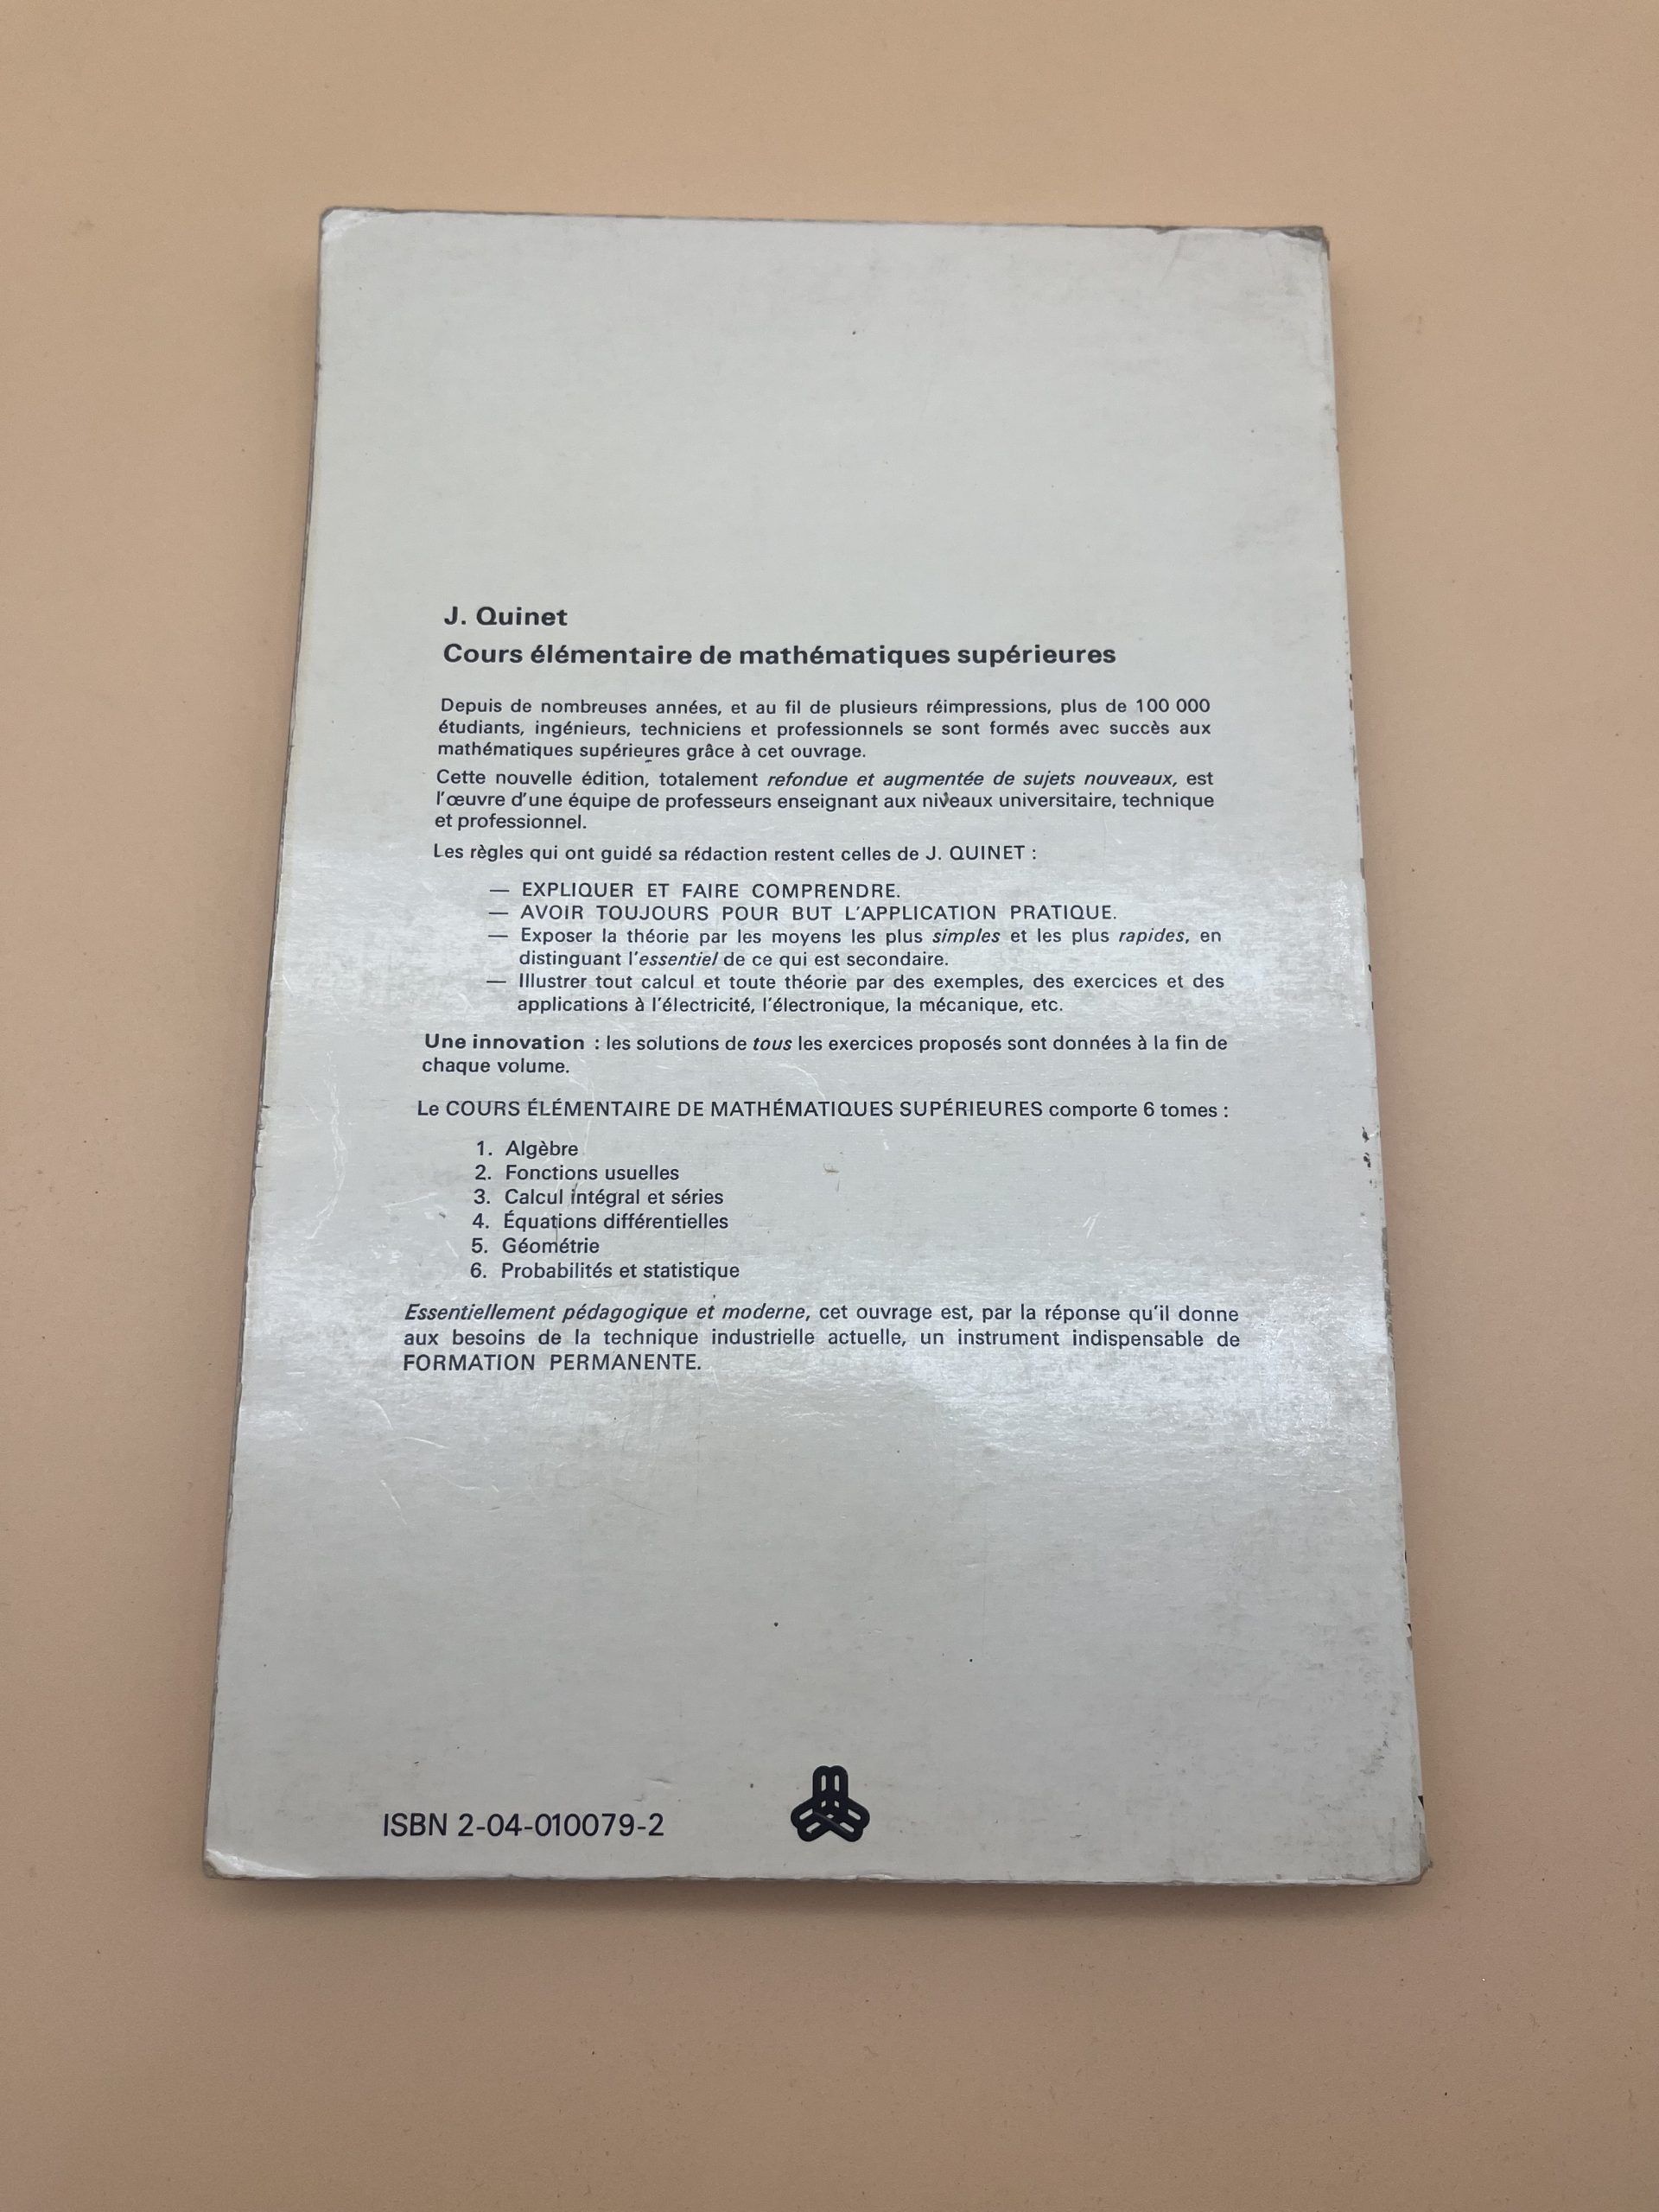 J. Quinet
Cours élémentaire de mathématiques supérieures
Depuis de nombreuses années, et au fil de plusieurs réimpressions, plus de 100 000
étudiants, ingénieurs, techniciens et professionnels se sont formés avec succès aux
mathématiques supérieures grâce à cet ouvrage.
Cette nouvelle édition, totalement refondue et augmentée de sujets nouveaux, est
l'œuvre d'une équipe de professeurs enseignant aux niveaux universitaire, technique
et professionnel.
Les règles qui ont guidé sa rédaction restent celles de J. QUINET :
— EXPLIQUER ET FAIRE COMPRENDRE.
— AVOIR TOUJOURS POUR BUT L'APPLICATION PRATIQUE.
— Exposer la théorie par les moyens les plus simples et les plus rapides, en
distinguant l'essentiel de ce qui est secondaire.
— Illustrer tout calcul et toute théorie par des exemples, des exercices et des
applications à l'électricité, l'électronique, la mécanique, etc.
Une innovation : les solutions de tous les exercices proposés sont données à la fin de
chaque volume.
Le COURS ÉLÉMENTAIRE DE MATHÉMATIQUES SUPÉRIEURES comporte 6 tomes :
1. Algèbre
2. Fonctions usuelles
3. Calcul intégral et séries
4. Équations différentielles
5. Géométrie
6. Probabilités et statistique
Essentiellement pédagogique et moderne, cet ouvrage est, par la réponse qu'il donne
aux besoins de la technique industrielle actuelle, un instrument indispensable de
FORMATION PERMANENTE.
ISBN 2-04-010079-2